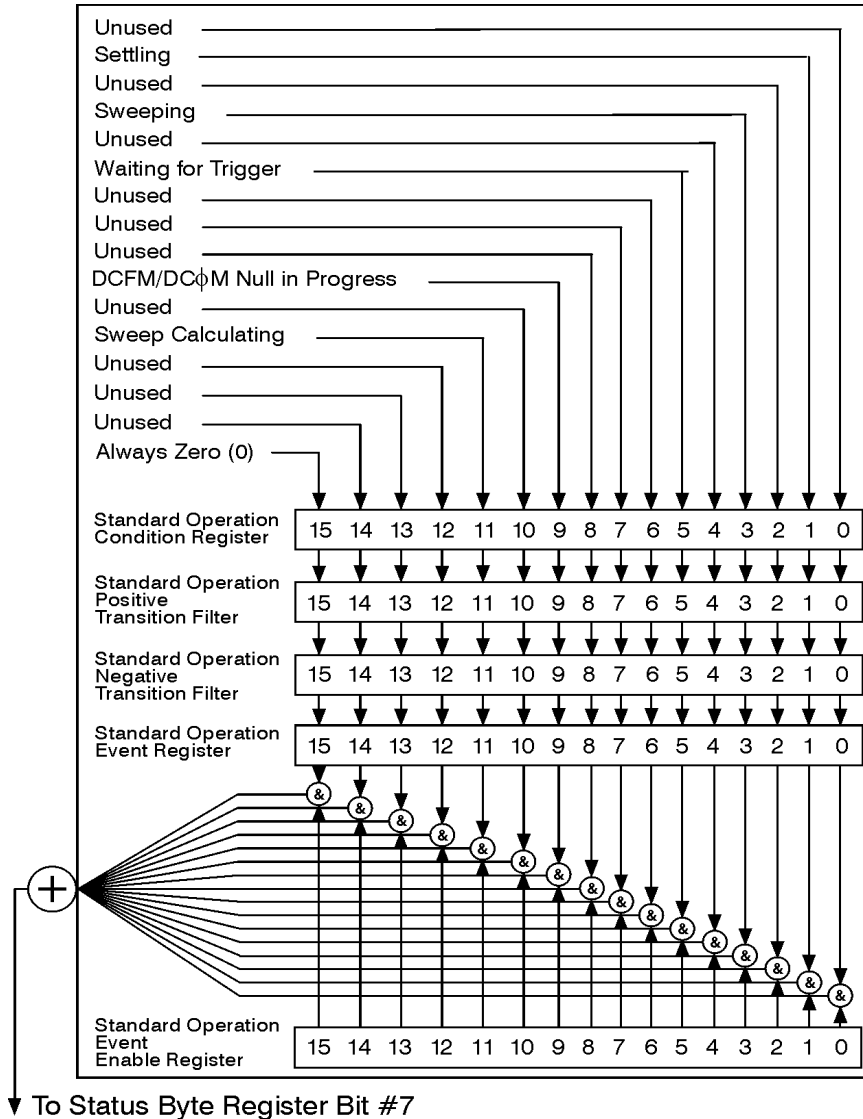 Unused
Settling
Unused
Sweeping
Unused
Waiting for Trigger
Unused
Unused
Unused
DCFM/DCϕM Null in Progress
Unused
Sweep Calculating
Unused
Unused
Unused
Always Zero (0)
Standard Operation
Condition Register
15 14 13 12 11 10 9 8 7 6 5 4 3 2 1 0
Standard Operation
Positive
Transition Filter
15 14 13 12 11 10 9 8 7 6 5 4 3 2 1 0
Standard Operation
Negative
Transition Filter
15 14 13 12 11 10 9 8 7 6 5 4 3 2 1 0
Standard Operation
Event Register
15 14 13 12 11 10 9 8 7 6 5 4 3 2 1 0
& & & & & & & & & & & & & & & &
+
Standard Operation
Event
Enable Register
15 14 13 12 11 10 9 8 7 6 5 4 3 2 1 0
To Status Byte Register Bit #7